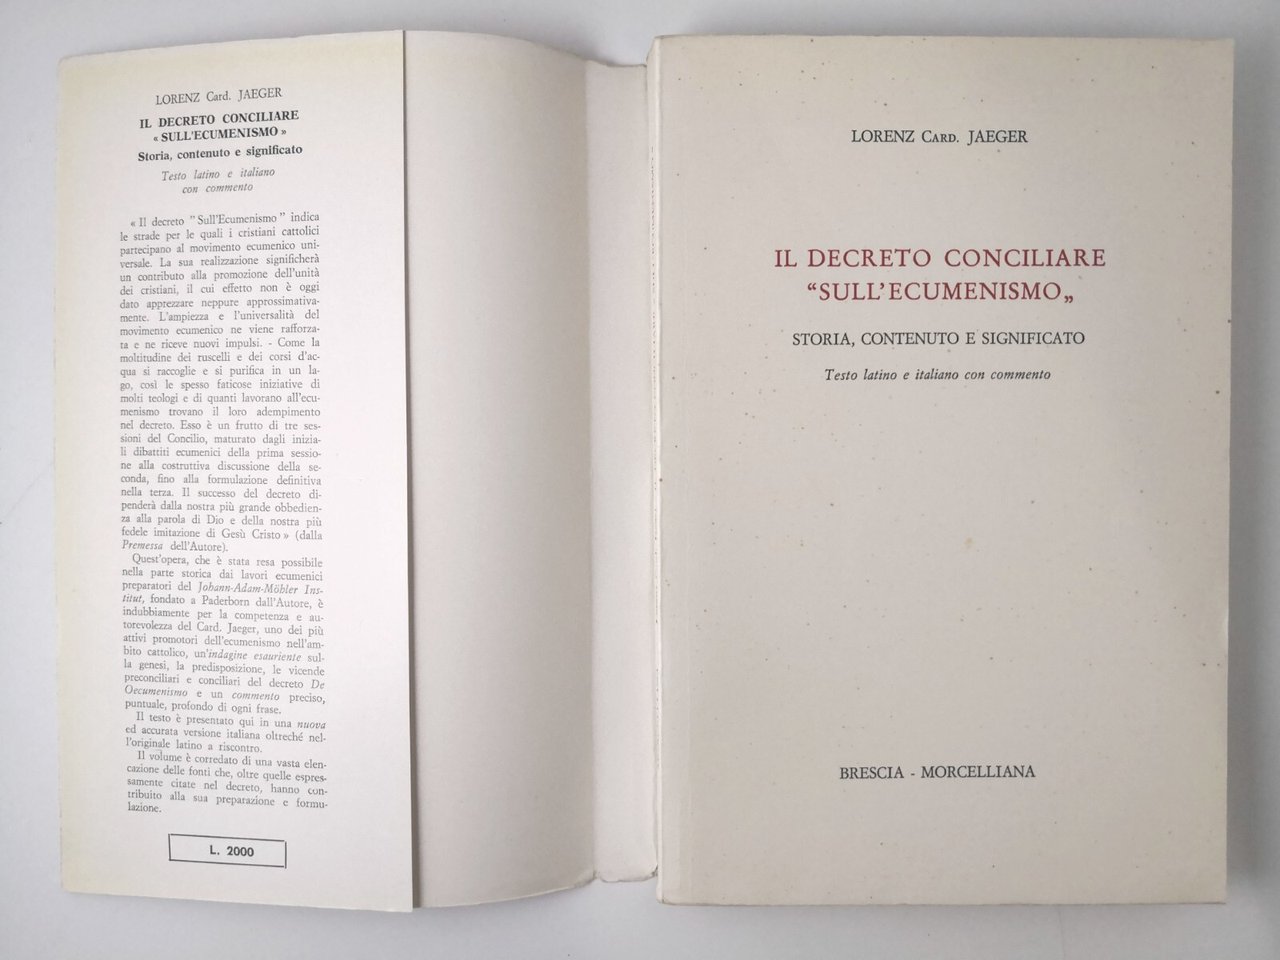 LORENZ Card. JAEGER
IL DECRETO CONCILIARE
« SULL'ECUMENISMO »
Storia, contenuto e significato
Testo latino e italiano
con commento
« Il decreto " Sull'Ecumenismo " indica
le strade per le quali i cristiani cattolici
partecipano al movimento ecumenico uni-
versale. La sua realizzazione significherà
un contributo alla promozione dell'unità
dei cristiani, il cui effetto non è oggi
dato apprezzare neppure approssimativa-
mente. L'ampiezza e l'universalità del
movimento ecumenico ne viene rafforza-
ta e ne riceve nuovi impulsi. - Come la
moltitudine dei ruscelli e dei corsi d'ac-
qua si raccoglie e si purifica in un la-
go, così le spesso faticose iniziative di
molti teologi e di quanti lavorano all'ecu-
menismo trovano il loro adempimento
nel decreto. Esso è un frutto di tre ses-
sioni del Concilio, maturato dagli inizia-
li dibattiti ecumenici della prima sessio-
ne alla costruttiva discussione della se-
conda, fino alla formulazione definitiva
nella terza. Il successo del decreto di-
penderà dalla nostra più grande obbedien-
za alla parola di Dio e della nostra più
fedele imitazione di Gesù Cristo » (dalla
Premessa dell'Autore).
Quest'opera, che è stata resa possibile
nella parte storica dai lavori ecumenici
preparatori del Johann-Adam-Möhler Ins-
titut, fondato a Paderborn dall'Autore, è
indubbiamente per la competenza e au-
torevolezza del Card. Jaeger, uno dei più
attivi promotori dell'ecumenismo nell'am-
bito cattolico, un'indagine esauriente sul-
la genesi, la predisposizione, le vicende
preconciliari e conciliari del decreto De
Oecumenismo e un commento preciso,
puntuale, profondo di ogni frase.
Il testo è presentato qui in una nuova
ed accurata versione italiana oltreché nel-
l'originale latino a riscontro.
Il volume è corredato di una vasta elen-
cazione delle fonti che, oltre quelle espres-
samente citate nel decreto, hanno con-
tribuito alla sua preparazione e formu-
lazione.
L. 2000
LORENZ CARD. JAEGER
IL DECRETO CONCILIARE
“SULL'ECUMENISMO„
STORIA, CONTENUTO E SIGNIFICATO
Testo latino e italiano con commento
BRESCIA - MORCELLIANA